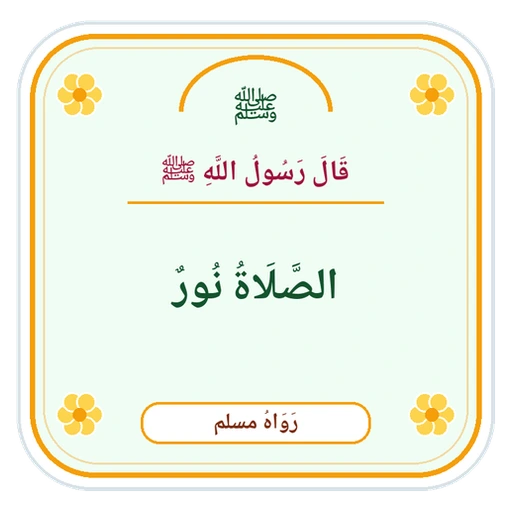 ﷺ
قَالَ رَسُولُ اللَّهِ ﷺ
الصَّلَاةُ نُورٌ
رَوَاهُ مسلم